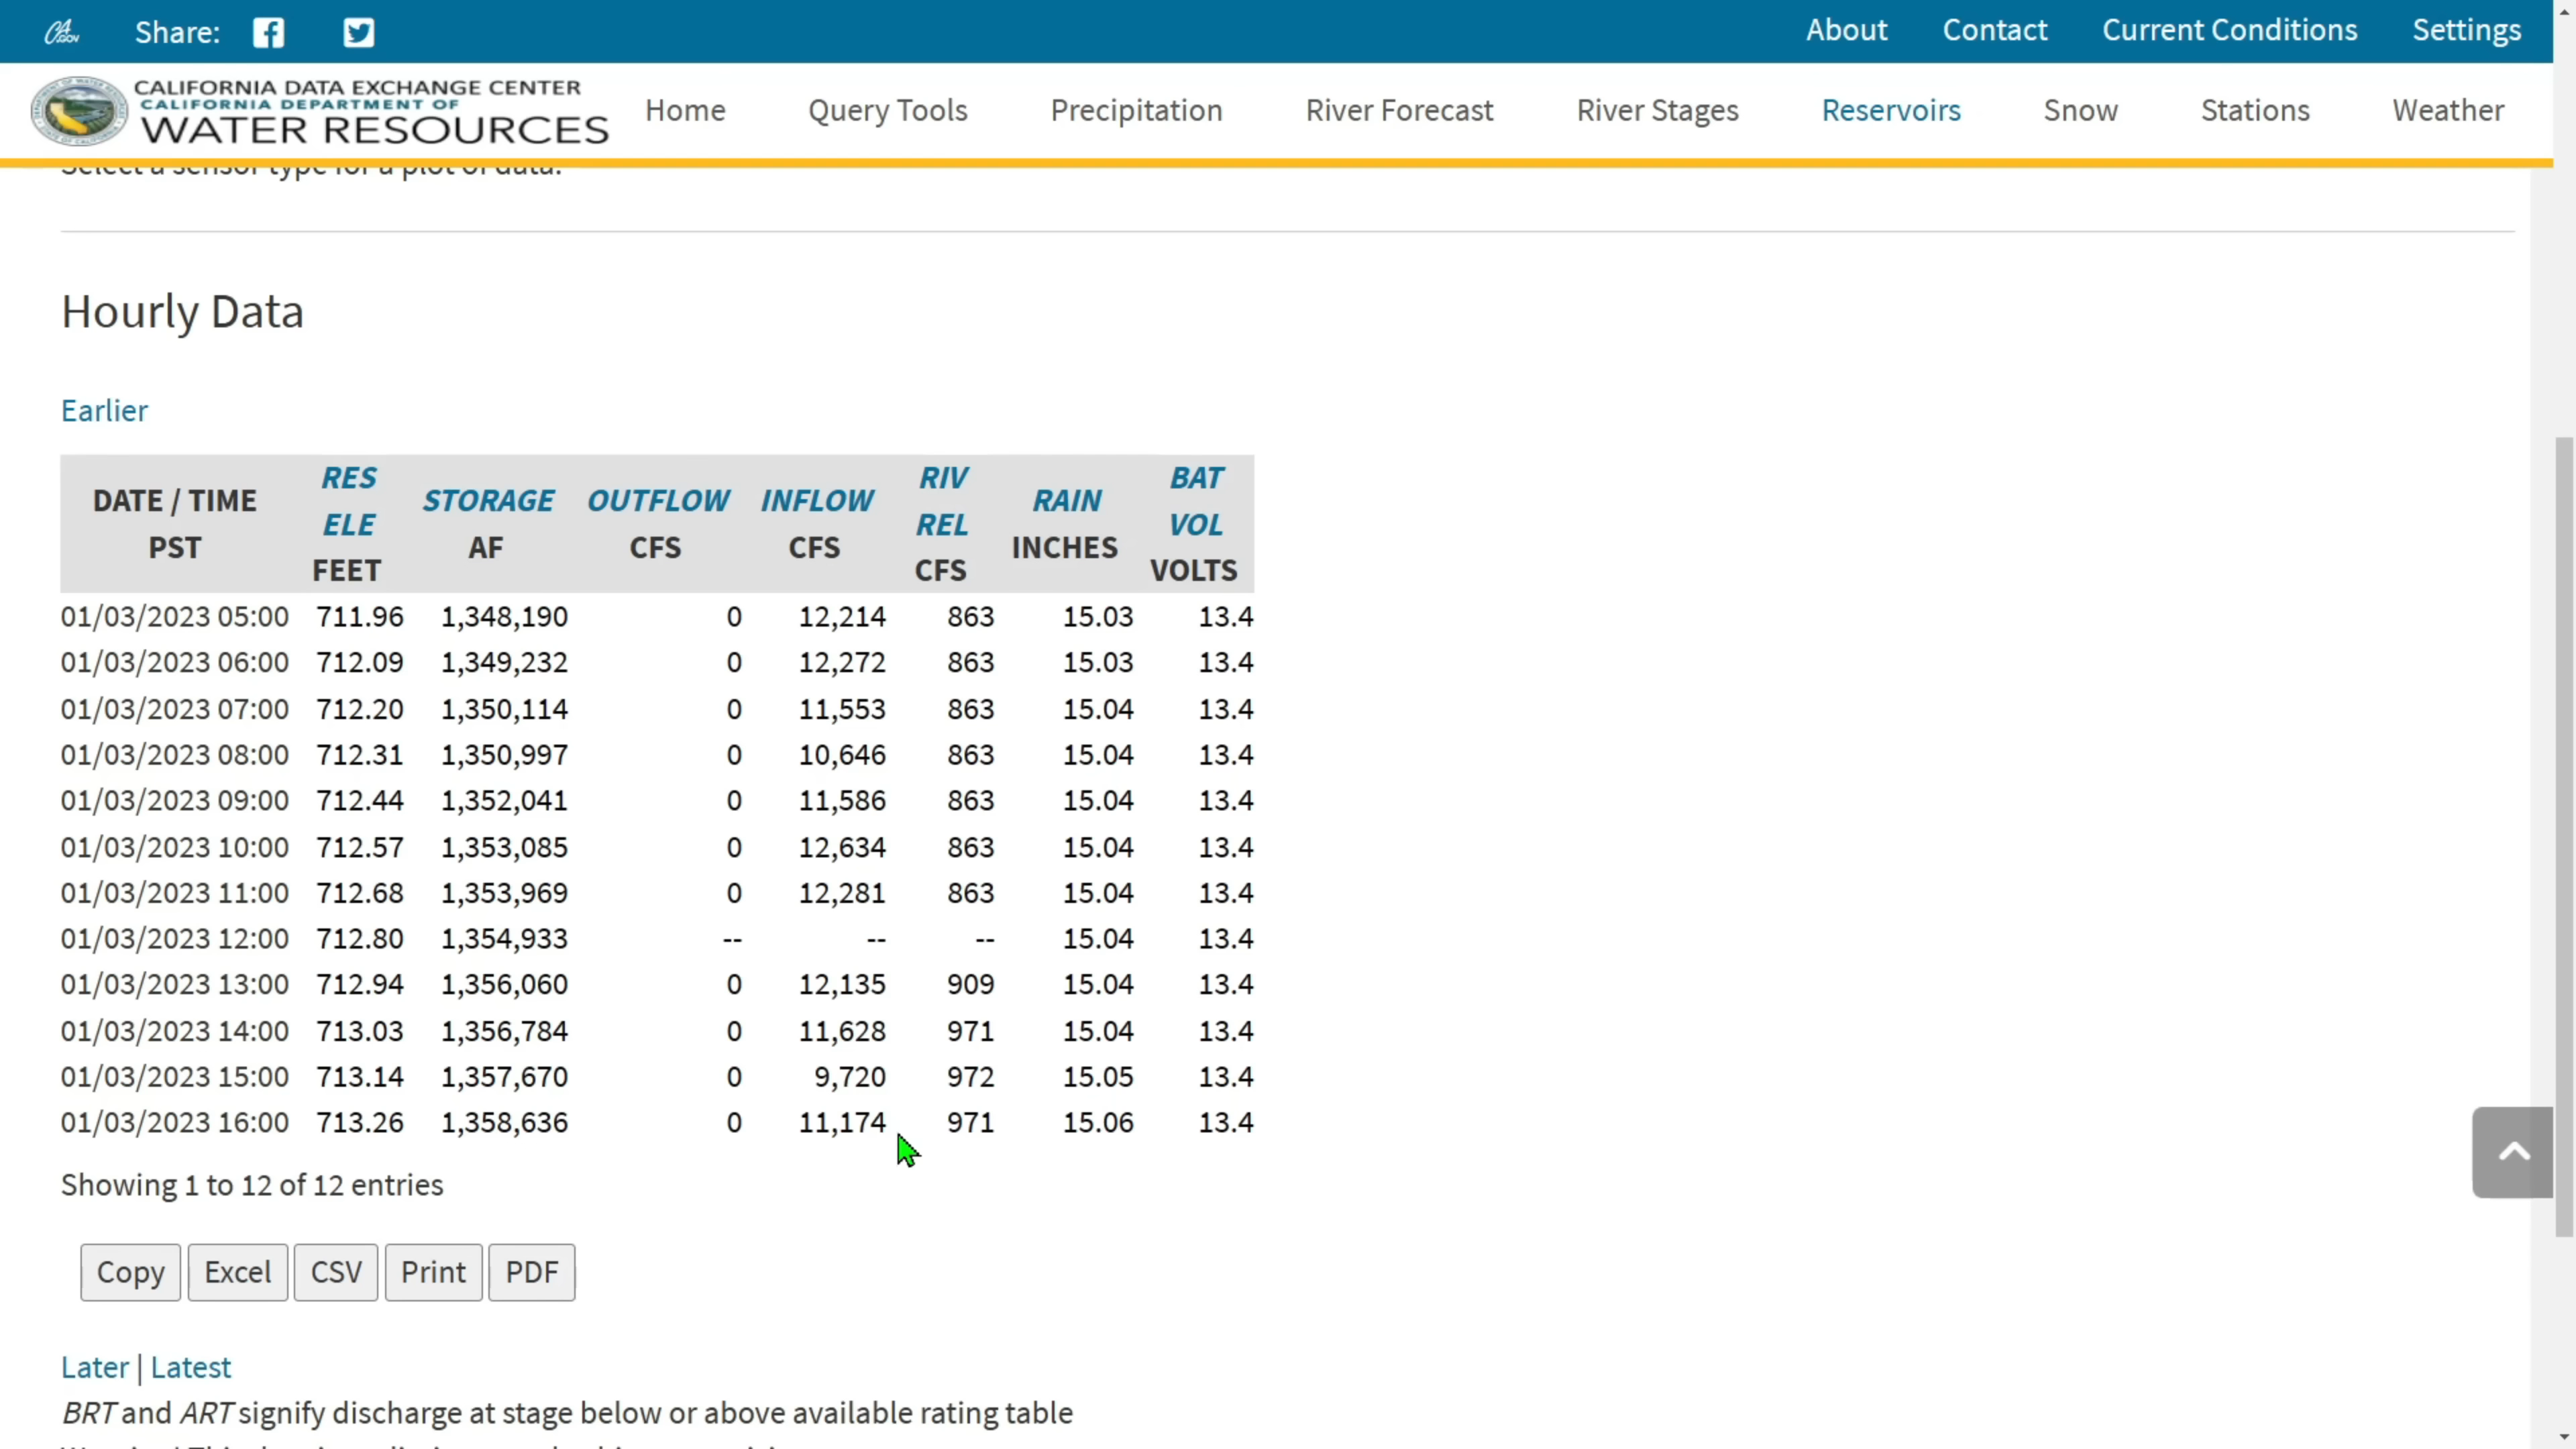 CA.GOV Share: About Contact Current Conditions Settings
CALIFORNIA DATA EXCHANGE CENTER
CALIFORNIA DEPARTMENT OF
WATER RESOURCES
Home Query Tools Precipitation River Forecast River Stages Reservoirs Snow Stations Weather
Select a sensor type for a plot of data.
Hourly Data
Earlier
DATE / TIME PST RES ELE FEET STORAGE AF OUTFLOW CFS INFLOW CFS RIV REL CFS RAIN INCHES BAT VOL VOLTS
01/03/2023 05:00 711.96 1,348,190 0 12,214 863 15.03 13.4
01/03/2023 06:00 712.09 1,349,232 0 12,272 863 15.03 13.4
01/03/2023 07:00 712.20 1,350,114 0 11,553 863 15.04 13.4
01/03/2023 08:00 712.31 1,350,997 0 10,646 863 15.04 13.4
01/03/2023 09:00 712.44 1,352,041 0 11,586 863 15.04 13.4
01/03/2023 10:00 712.57 1,353,085 0 12,634 863 15.04 13.4
01/03/2023 11:00 712.68 1,353,969 0 12,281 863 15.04 13.4
01/03/2023 12:00 712.80 1,354,933 -- -- -- 15.04 13.4
01/03/2023 13:00 712.94 1,356,060 0 12,135 909 15.04 13.4
01/03/2023 14:00 713.03 1,356,784 0 11,628 971 15.04 13.4
01/03/2023 15:00 713.14 1,357,670 0 9,720 972 15.05 13.4
01/03/2023 16:00 713.26 1,358,636 0 11,174 971 15.06 13.4
Showing 1 to 12 of 12 entries
Copy Excel CSV Print PDF
Later | Latest
BRT and ART signify discharge at stage below or above available rating table